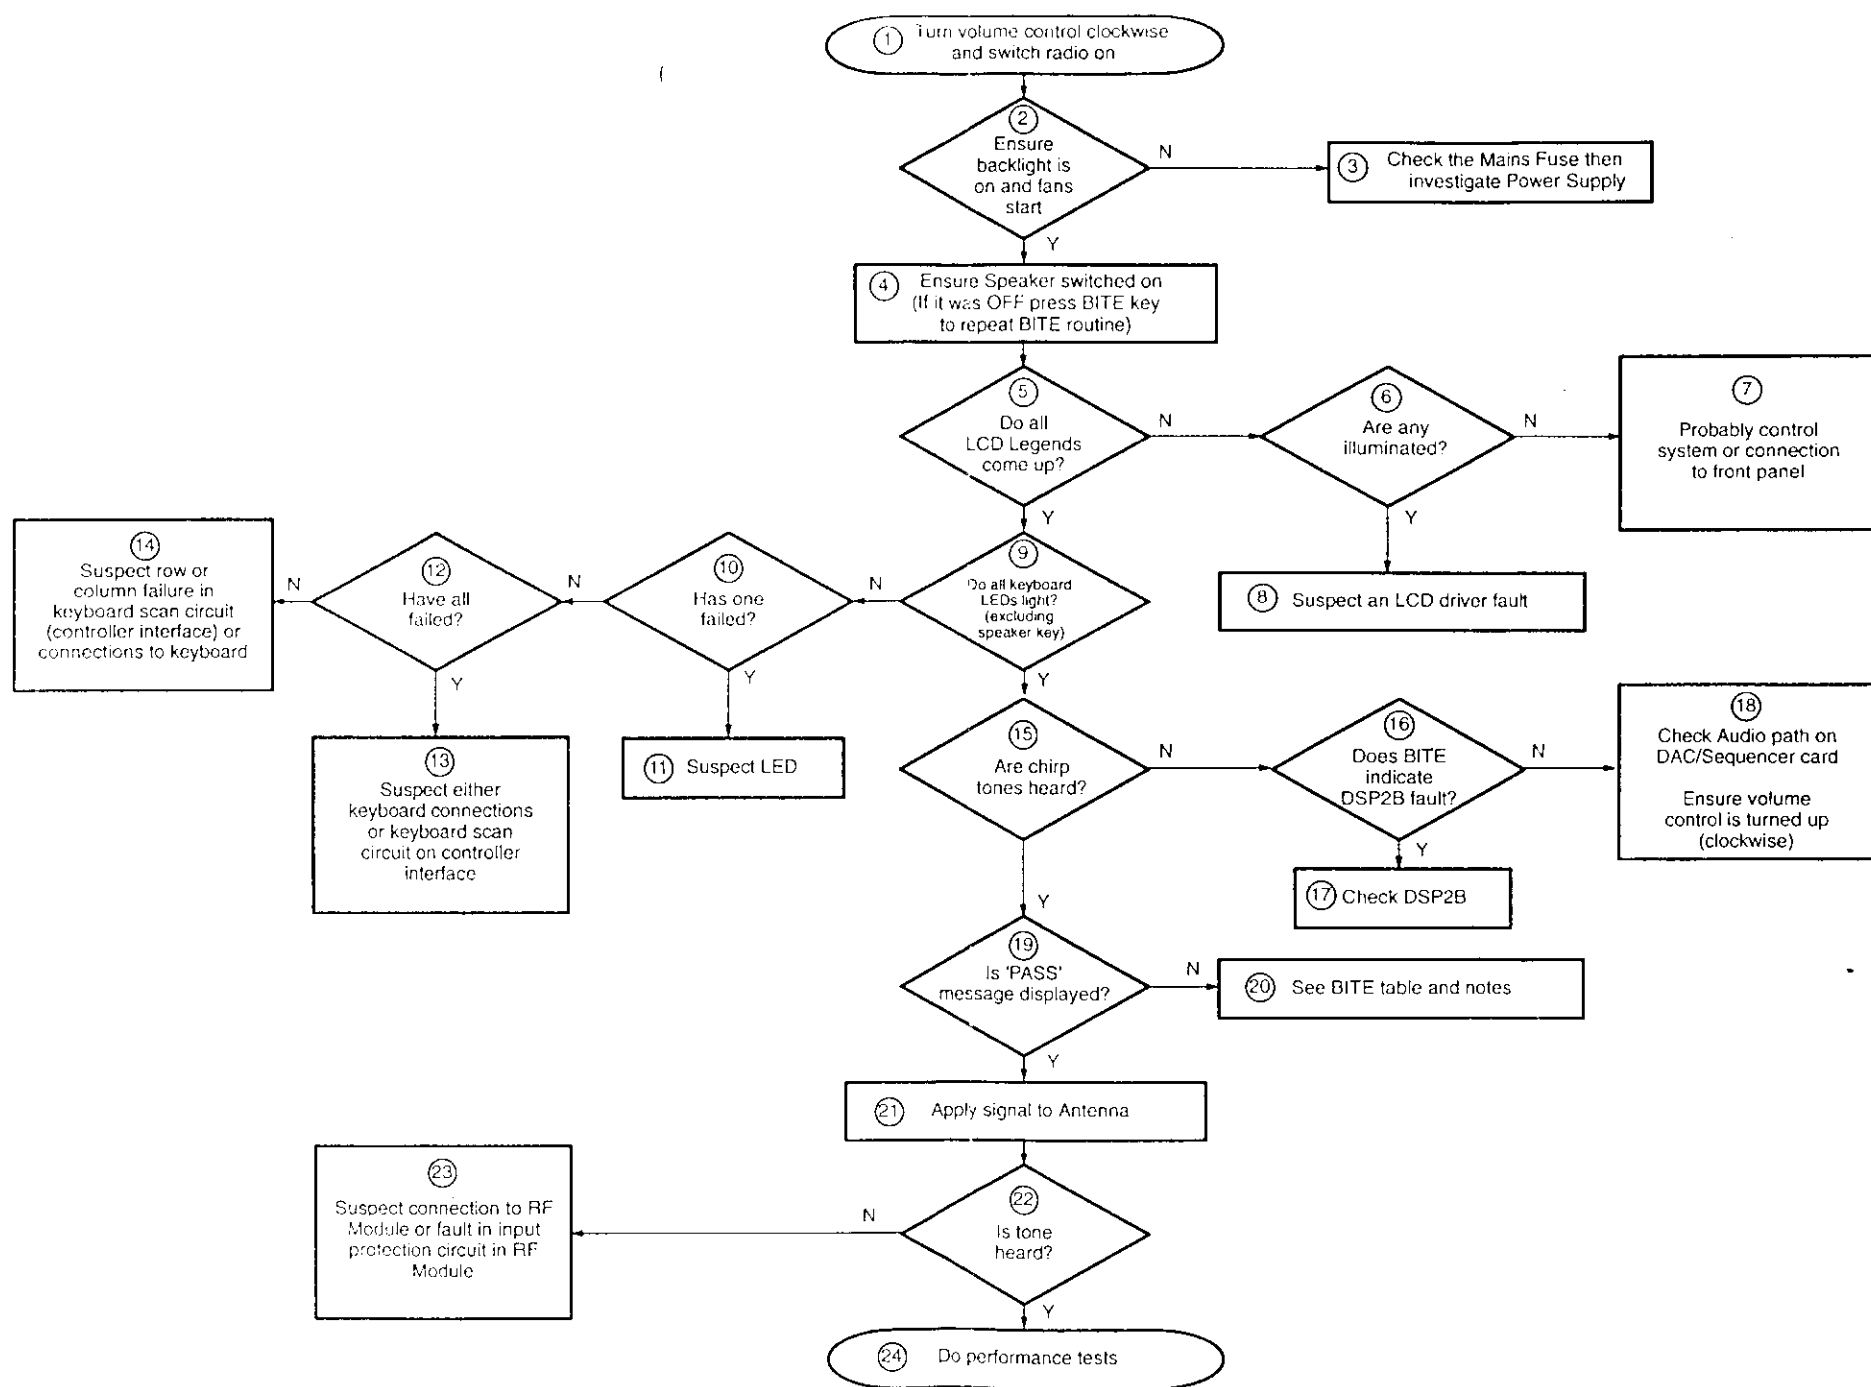 1 Turn volume control clockwise
and switch radio on
2
Ensure
backlight is
on and fans
start
N
3 Check the Mains Fuse then
investigate Power Supply
Y
4 Ensure Speaker switched on
(If it was OFF press BITE key
to repeat BITE routine)
5
Do all
LCD Legends
come up?
N
6
Are any
illuminated?
N
7
Probably control
system or connection
to front panel
Y
8 Suspect an LCD driver fault
Y
9
Do all keyboard
LEDs light?
(excluding
speaker key)
N
10
Has one
failed?
N
12
Have all
failed?
N
14
Suspect row or
column failure in
keyboard scan circuit
(controller interface) or
connections to keyboard
Y
13
Suspect either
keyboard connections
or keyboard scan
circuit on controller
interface
Y
11 Suspect LED
Y
15
Are chirp
tones heard?
N
16
Does BITE
indicate
DSP2B fault?
N
18
Check Audio path on
DAC/Sequencer card
Ensure volume
control is turned up
(clockwise)
Y
17 Check DSP2B
Y
19
Is 'PASS'
message displayed?
N
20 See BITE table and notes
Y
21 Apply signal to Antenna
22
Is tone
heard?
N
23
Suspect connection to RF
Module or fault in input
protection circuit in RF
Module
Y
24 Do performance tests